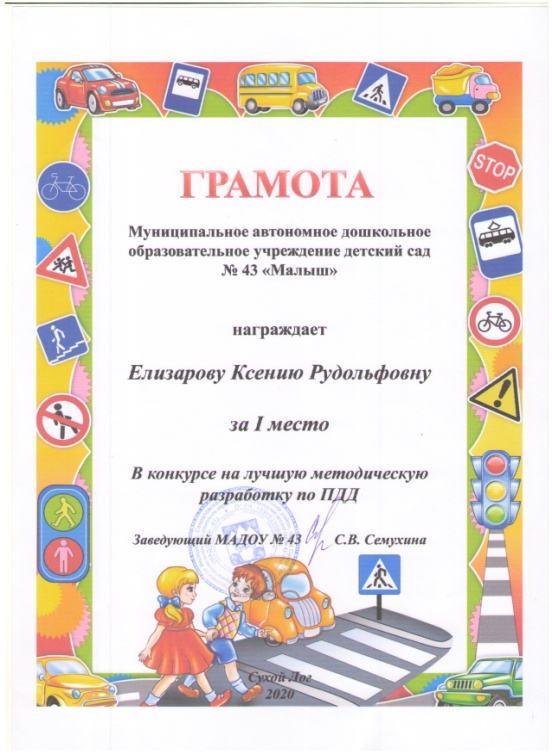 ГРАМОТА
STOP
Муниципальное автономное дошкольное
образовательное учреждение детский сад
№ 43 «Малыш»
награждает
Елизарову Ксению Рудольфовну
за I место
В конкурсе на лучшую методическую
разработку по ПДД
Заведующий МАДОУ № 43 С.В. Семухина
Сухой Лог
2020